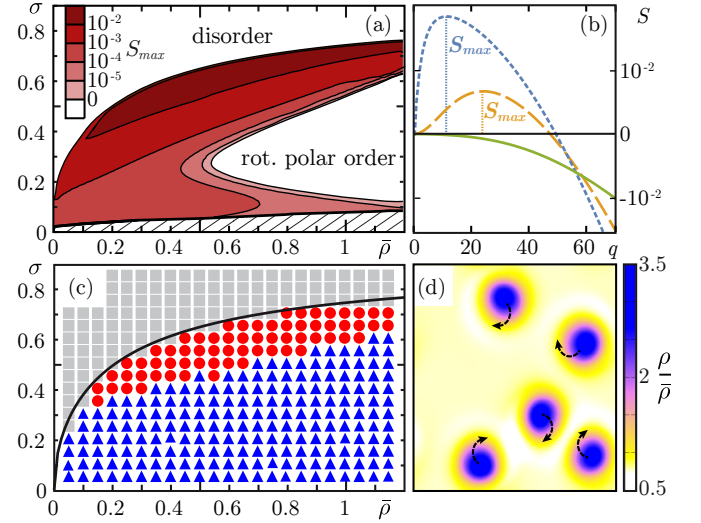 σ
(a)
disorder
10⁻²
10⁻³
10⁻⁴
10⁻⁵
0
S_max
rot. polar order
0.8
0.6
0.4
0.2
0
0 0.2 0.4 0.6 0.8 1 ρ̄
(b)
S
S_max
S_max
10⁻²
0
-10⁻²
0 20 40 60 q
σ
(c)
0.8
0.6
0.4
0.2
0
0 0.2 0.4 0.6 0.8 1 ρ̄
(d)
3.5
2
0.5
ρ/ρ̄